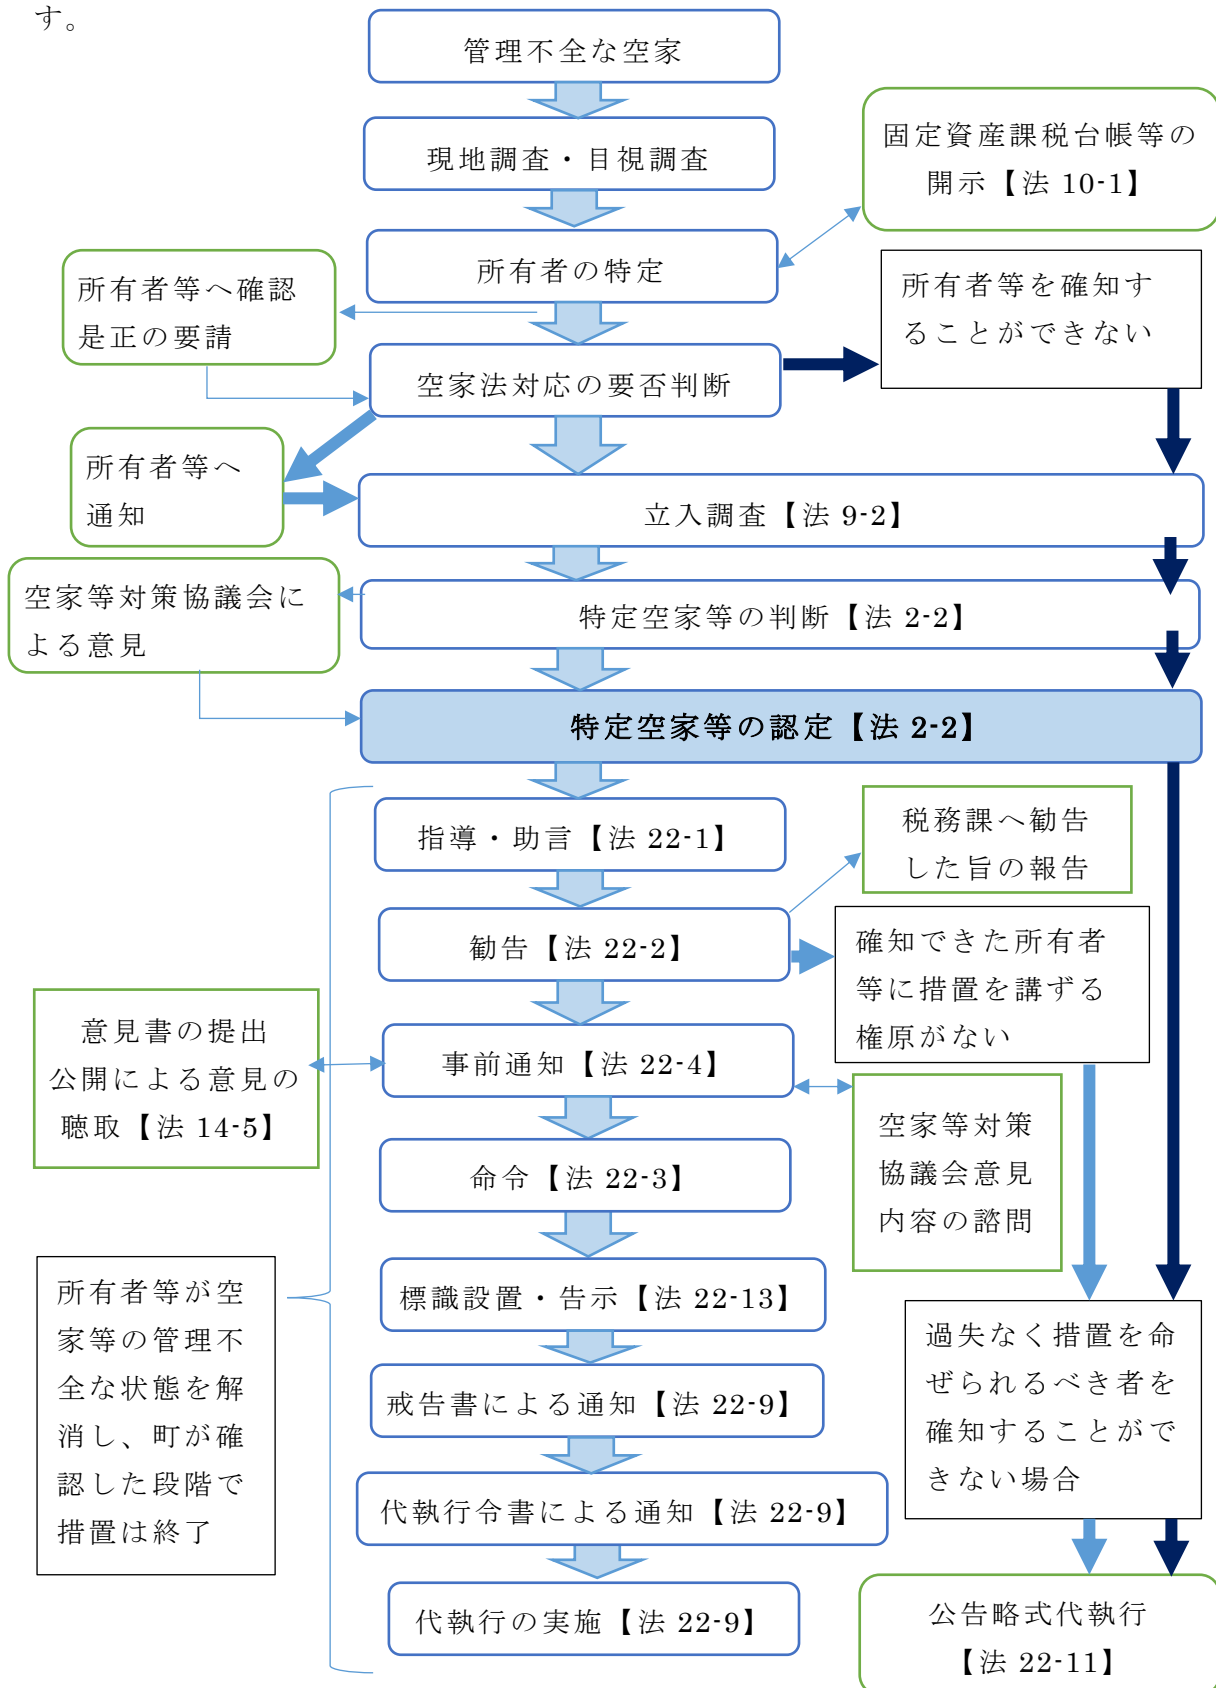 す。
管理不全な空家
現地調査・目視調査
固定資産課税台帳等の
開示【法 10-1】
所有者の特定
所有者等へ確認
是正の要請
所有者等を確知す
ることができない
空家法対応の要否判断
所有者等へ
通知
立入調査【法 9-2】
空家等対策協議会に
よる意見
特定空家等の判断【法 2-2】
特定空家等の認定【法 2-2】
指導・助言【法 22-1】
税務課へ勧告
した旨の報告
勧告【法 22-2】
確知できた所有者
等に措置を講ずる
権原がない
意見書の提出
公開による意見の
聴取【法 14-5】
事前通知【法 22-4】
空家等対策
協議会意見
内容の諮問
命令【法 22-3】
標識設置・告示【法 22-13】
所有者等が空
家等の管理不
全な状態を解
消し、町が確
認した段階で
措置は終了
過失なく措置を命
ぜられるべき者を
確知することがで
きない場合
戒告書による通知【法 22-9】
代執行令書による通知【法 22-9】
代執行の実施【法 22-9】
公告略式代執行
【法 22-11】